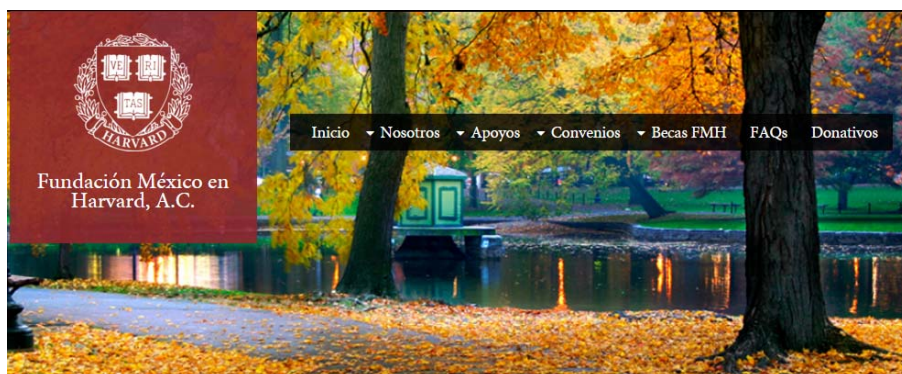 VE RI
TAS
HARVARD
Fundación México en
Harvard, A.C.
Inicio Nosotros Apoyos Convenios Becas FMH FAQs Donativos